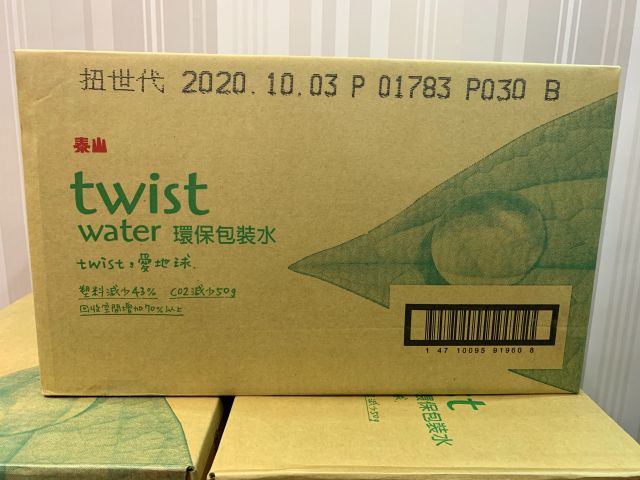 扭世代 2020.10.03 P 01783 P030 B
泰山
twist
water 環保包裝水
twist,愛地球.
塑料減少43% CO2減少50g
回收空間增加70%以上
1 47 10095 91960 8
t
環保包裝水